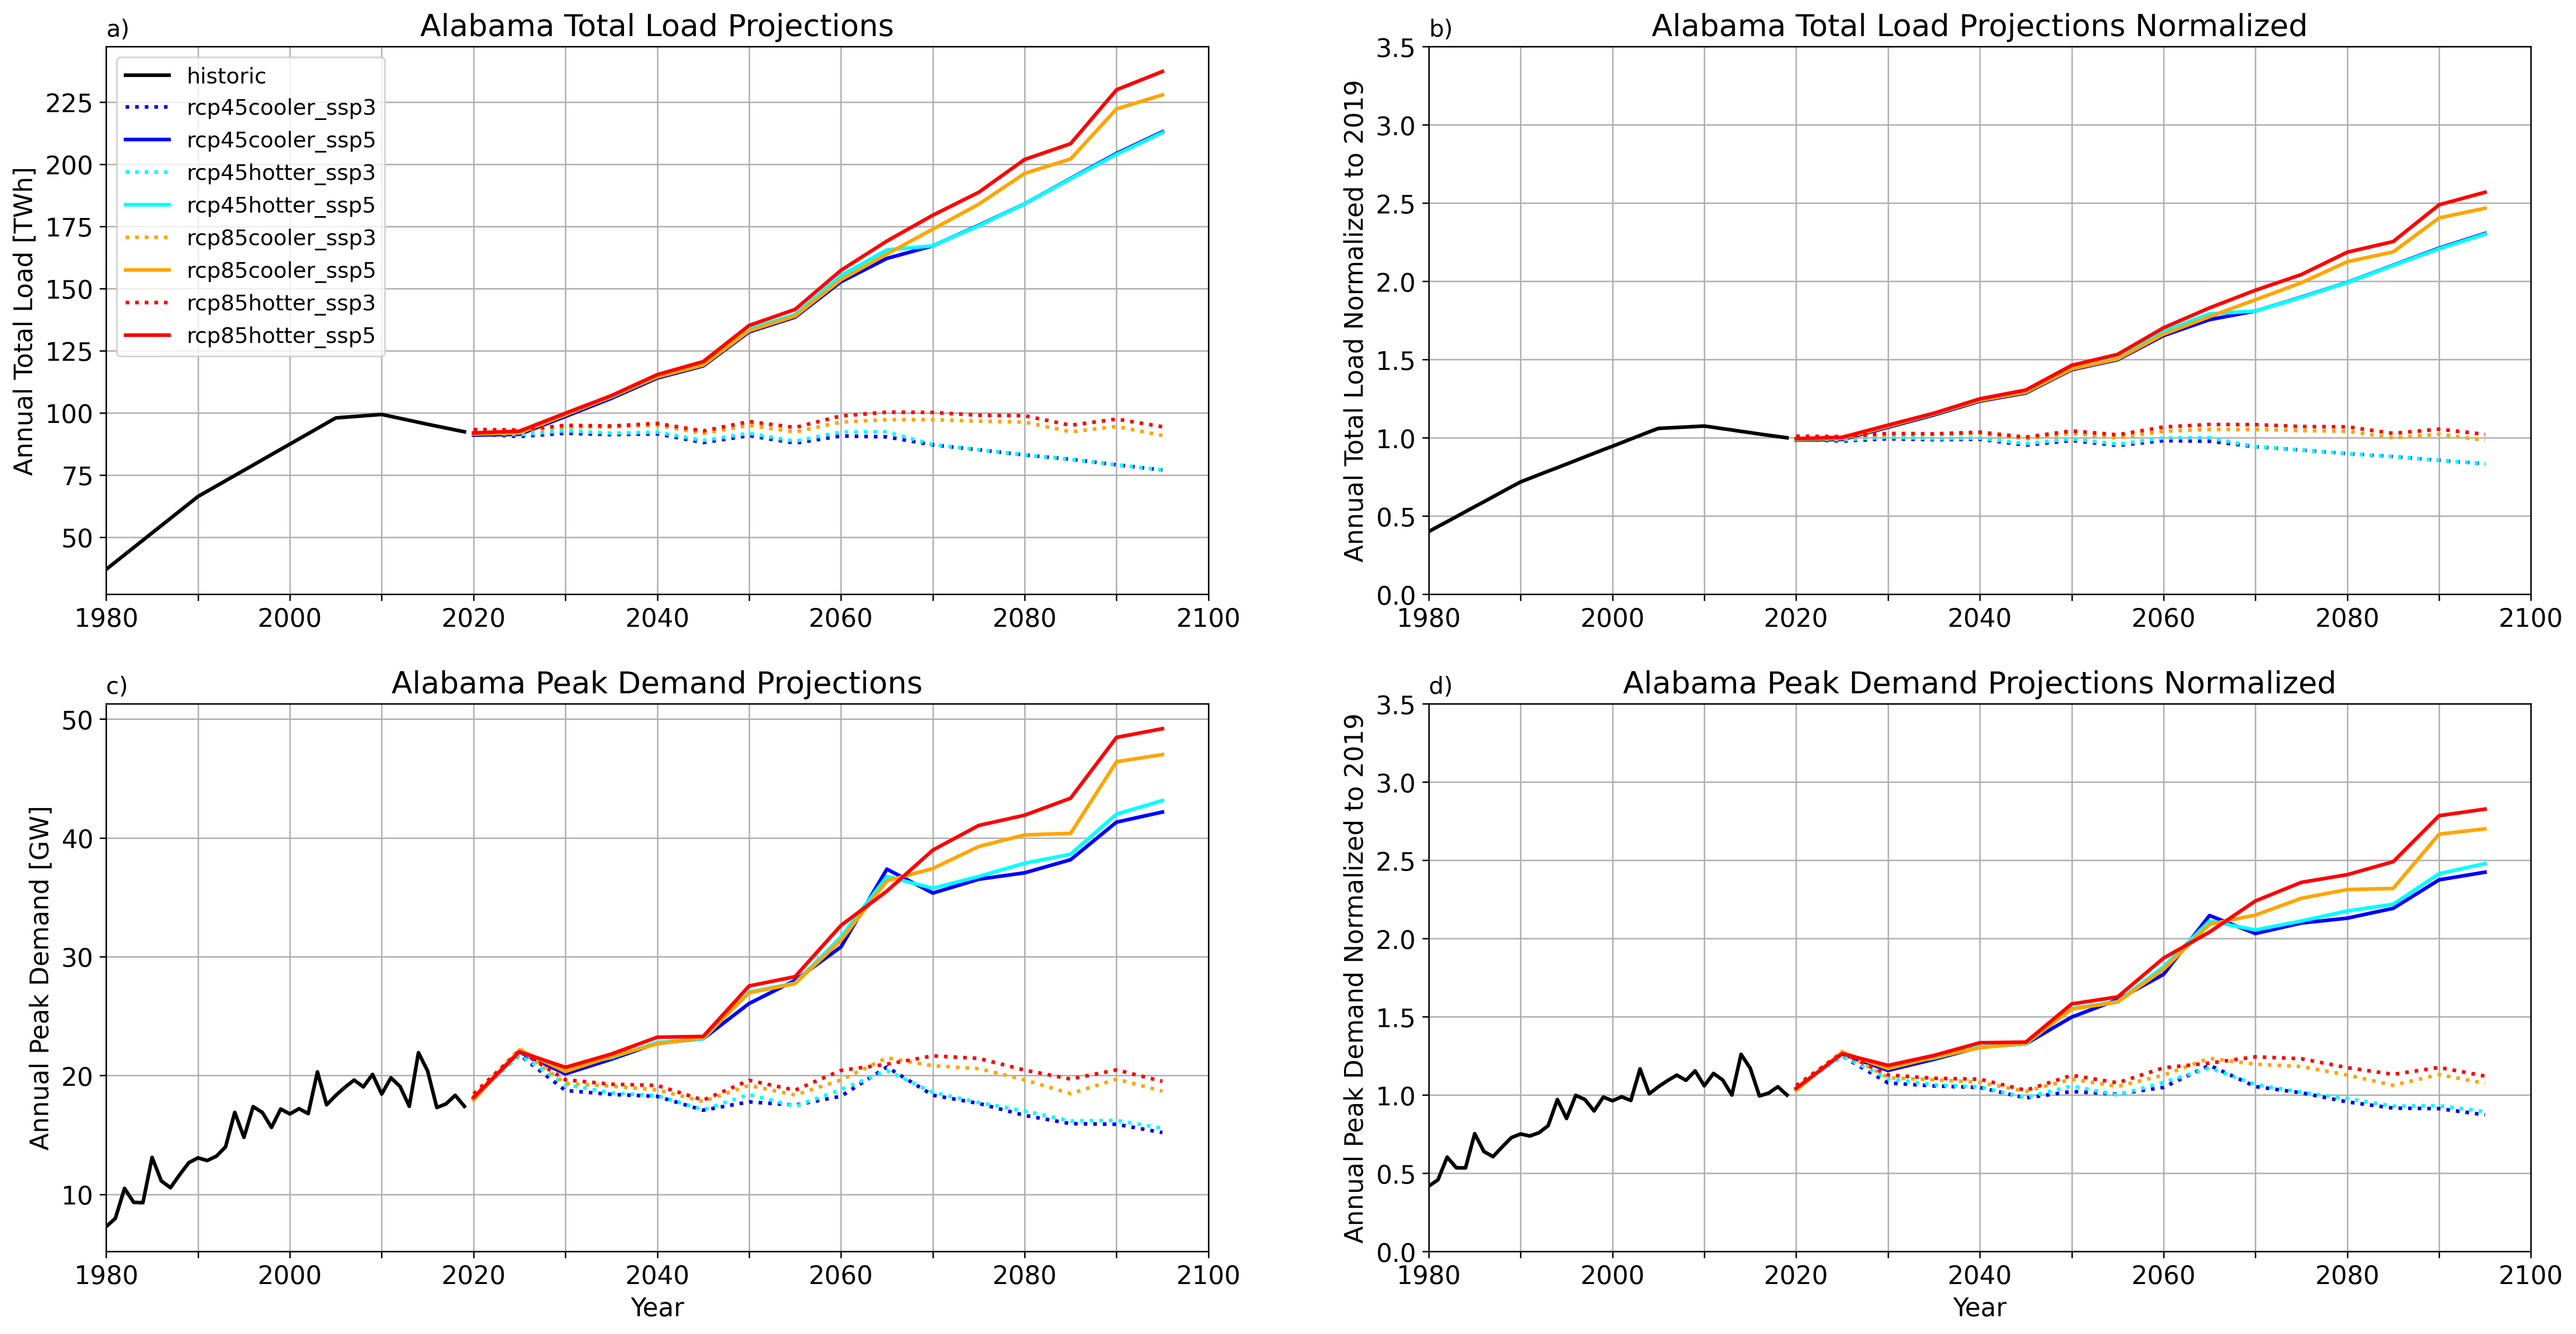 a)
Alabama Total Load Projections
Annual Total Load [TWh]
225
200
175
150
125
100
75
50
historic
rcp45cooler_ssp3
rcp45cooler_ssp5
rcp45hotter_ssp3
rcp45hotter_ssp5
rcp85cooler_ssp3
rcp85cooler_ssp5
rcp85hotter_ssp3
rcp85hotter_ssp5
1980 2000 2020 2040 2060 2080 2100
b)
Alabama Total Load Projections Normalized
Annual Total Load Normalized to 2019
3.5
3.0
2.5
2.0
1.5
1.0
0.5
0.0
1980 2000 2020 2040 2060 2080 2100
c)
Alabama Peak Demand Projections
Annual Peak Demand [GW]
50
40
30
20
10
1980 2000 2020 2040 2060 2080 2100
Year
d)
Alabama Peak Demand Projections Normalized
Annual Peak Demand Normalized to 2019
3.5
3.0
2.5
2.0
1.5
1.0
0.5
0.0
1980 2000 2020 2040 2060 2080 2100
Year